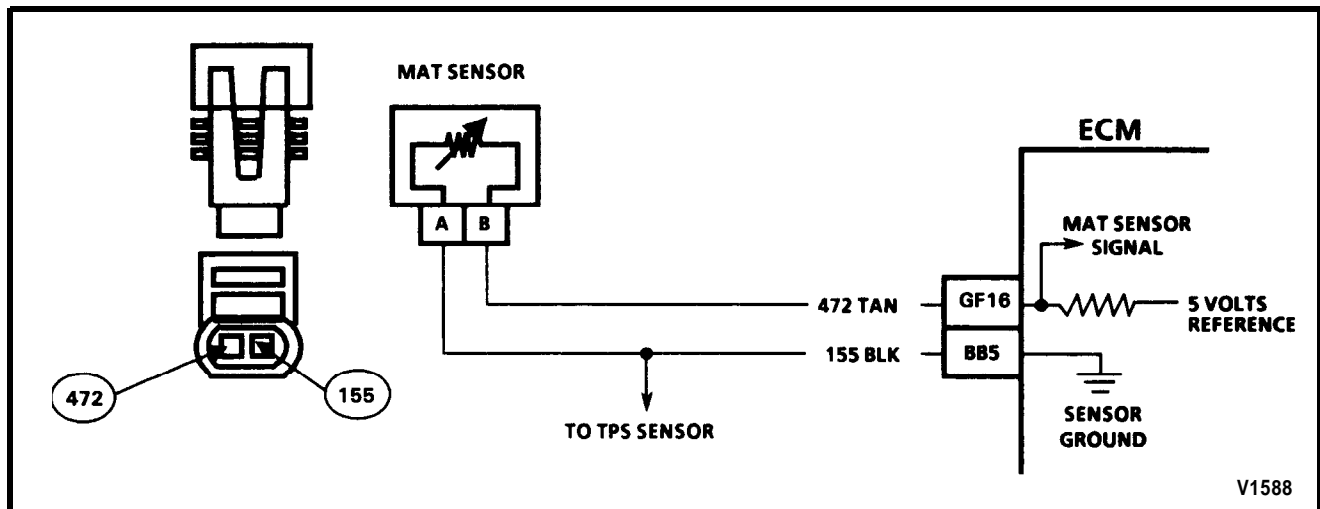 MAT SENSOR
A B
ECM
MAT SENSOR
SIGNAL
472 TAN
GF16
5 VOLTS
REFERENCE
155 BLK
BB5
472
155
TO TPS SENSOR
SENSOR
GROUND
V1588